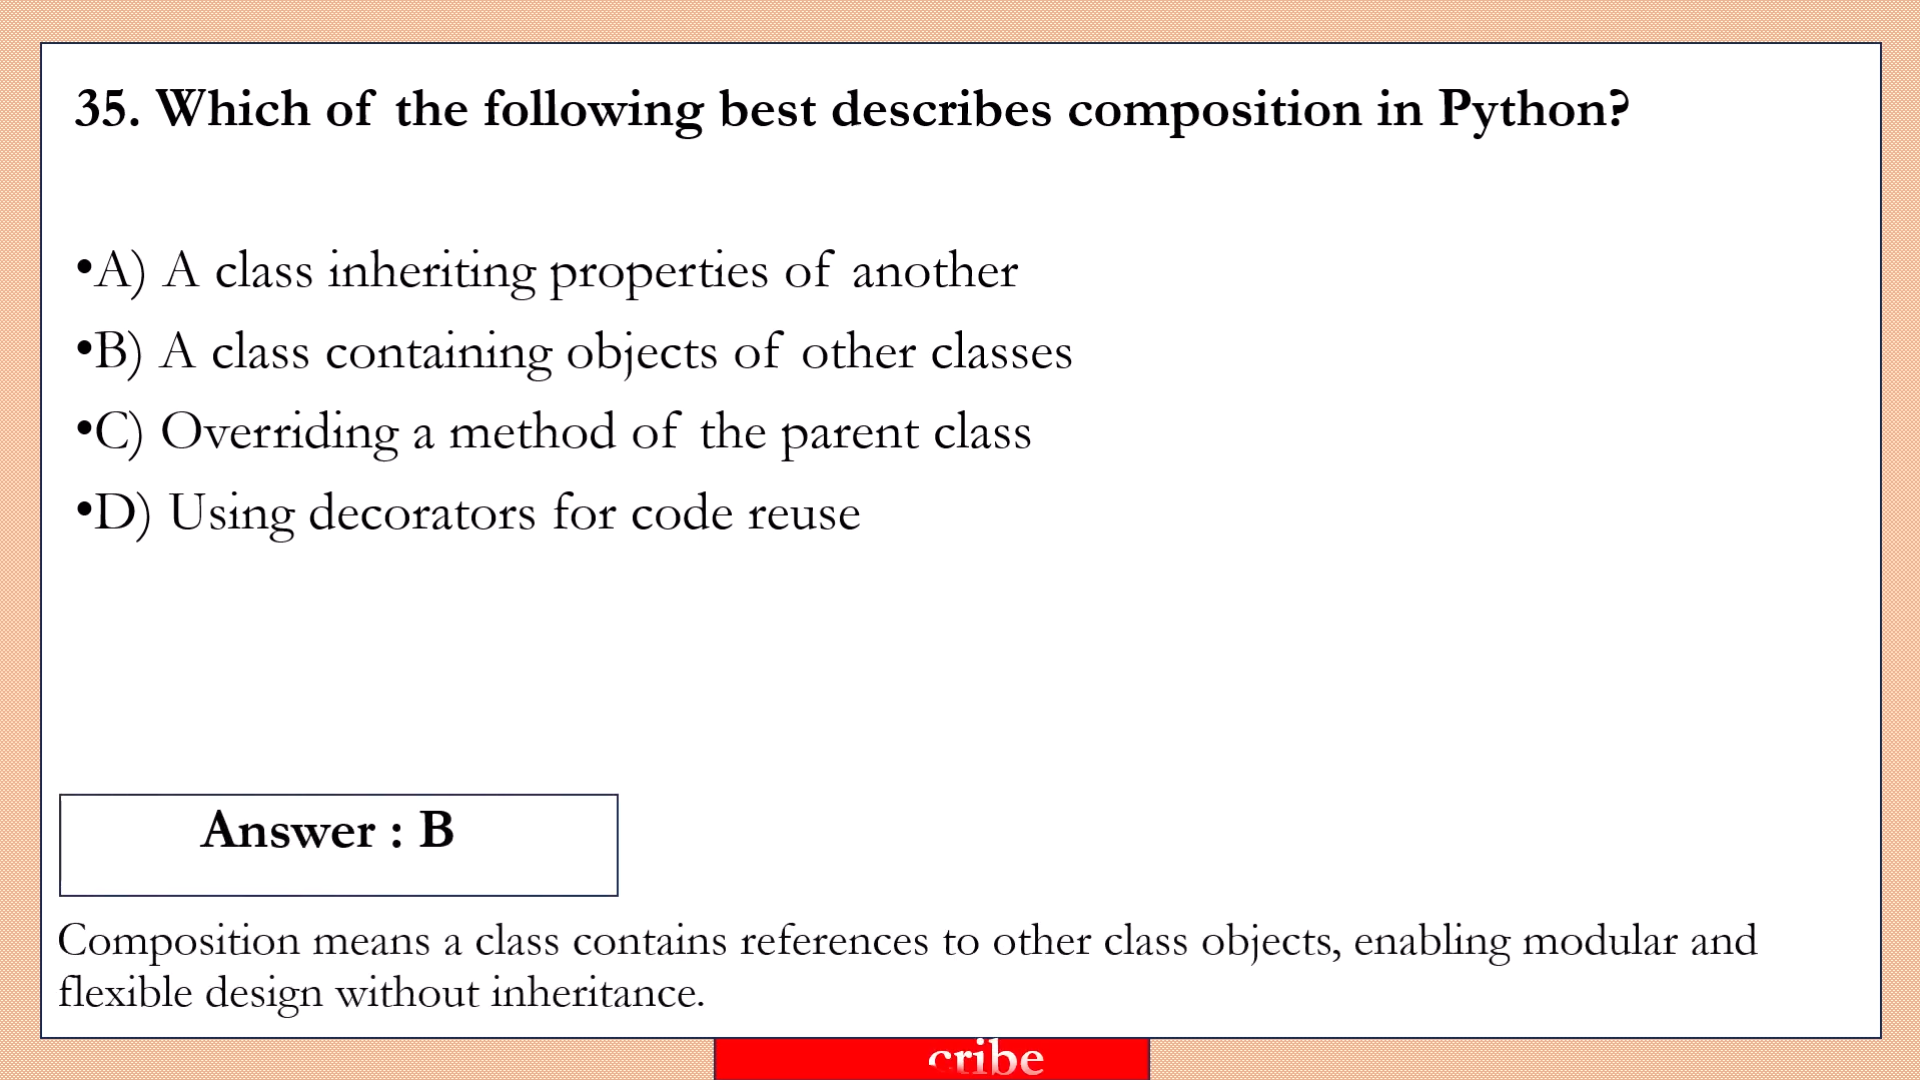 35. Which of the following best describes composition in Python?
•A) A class inheriting properties of another
•B) A class containing objects of other classes
•C) Overriding a method of the parent class
•D) Using decorators for code reuse
Answer : B
Composition means a class contains references to other class objects, enabling modular and
flexible design without inheritance.
cribe